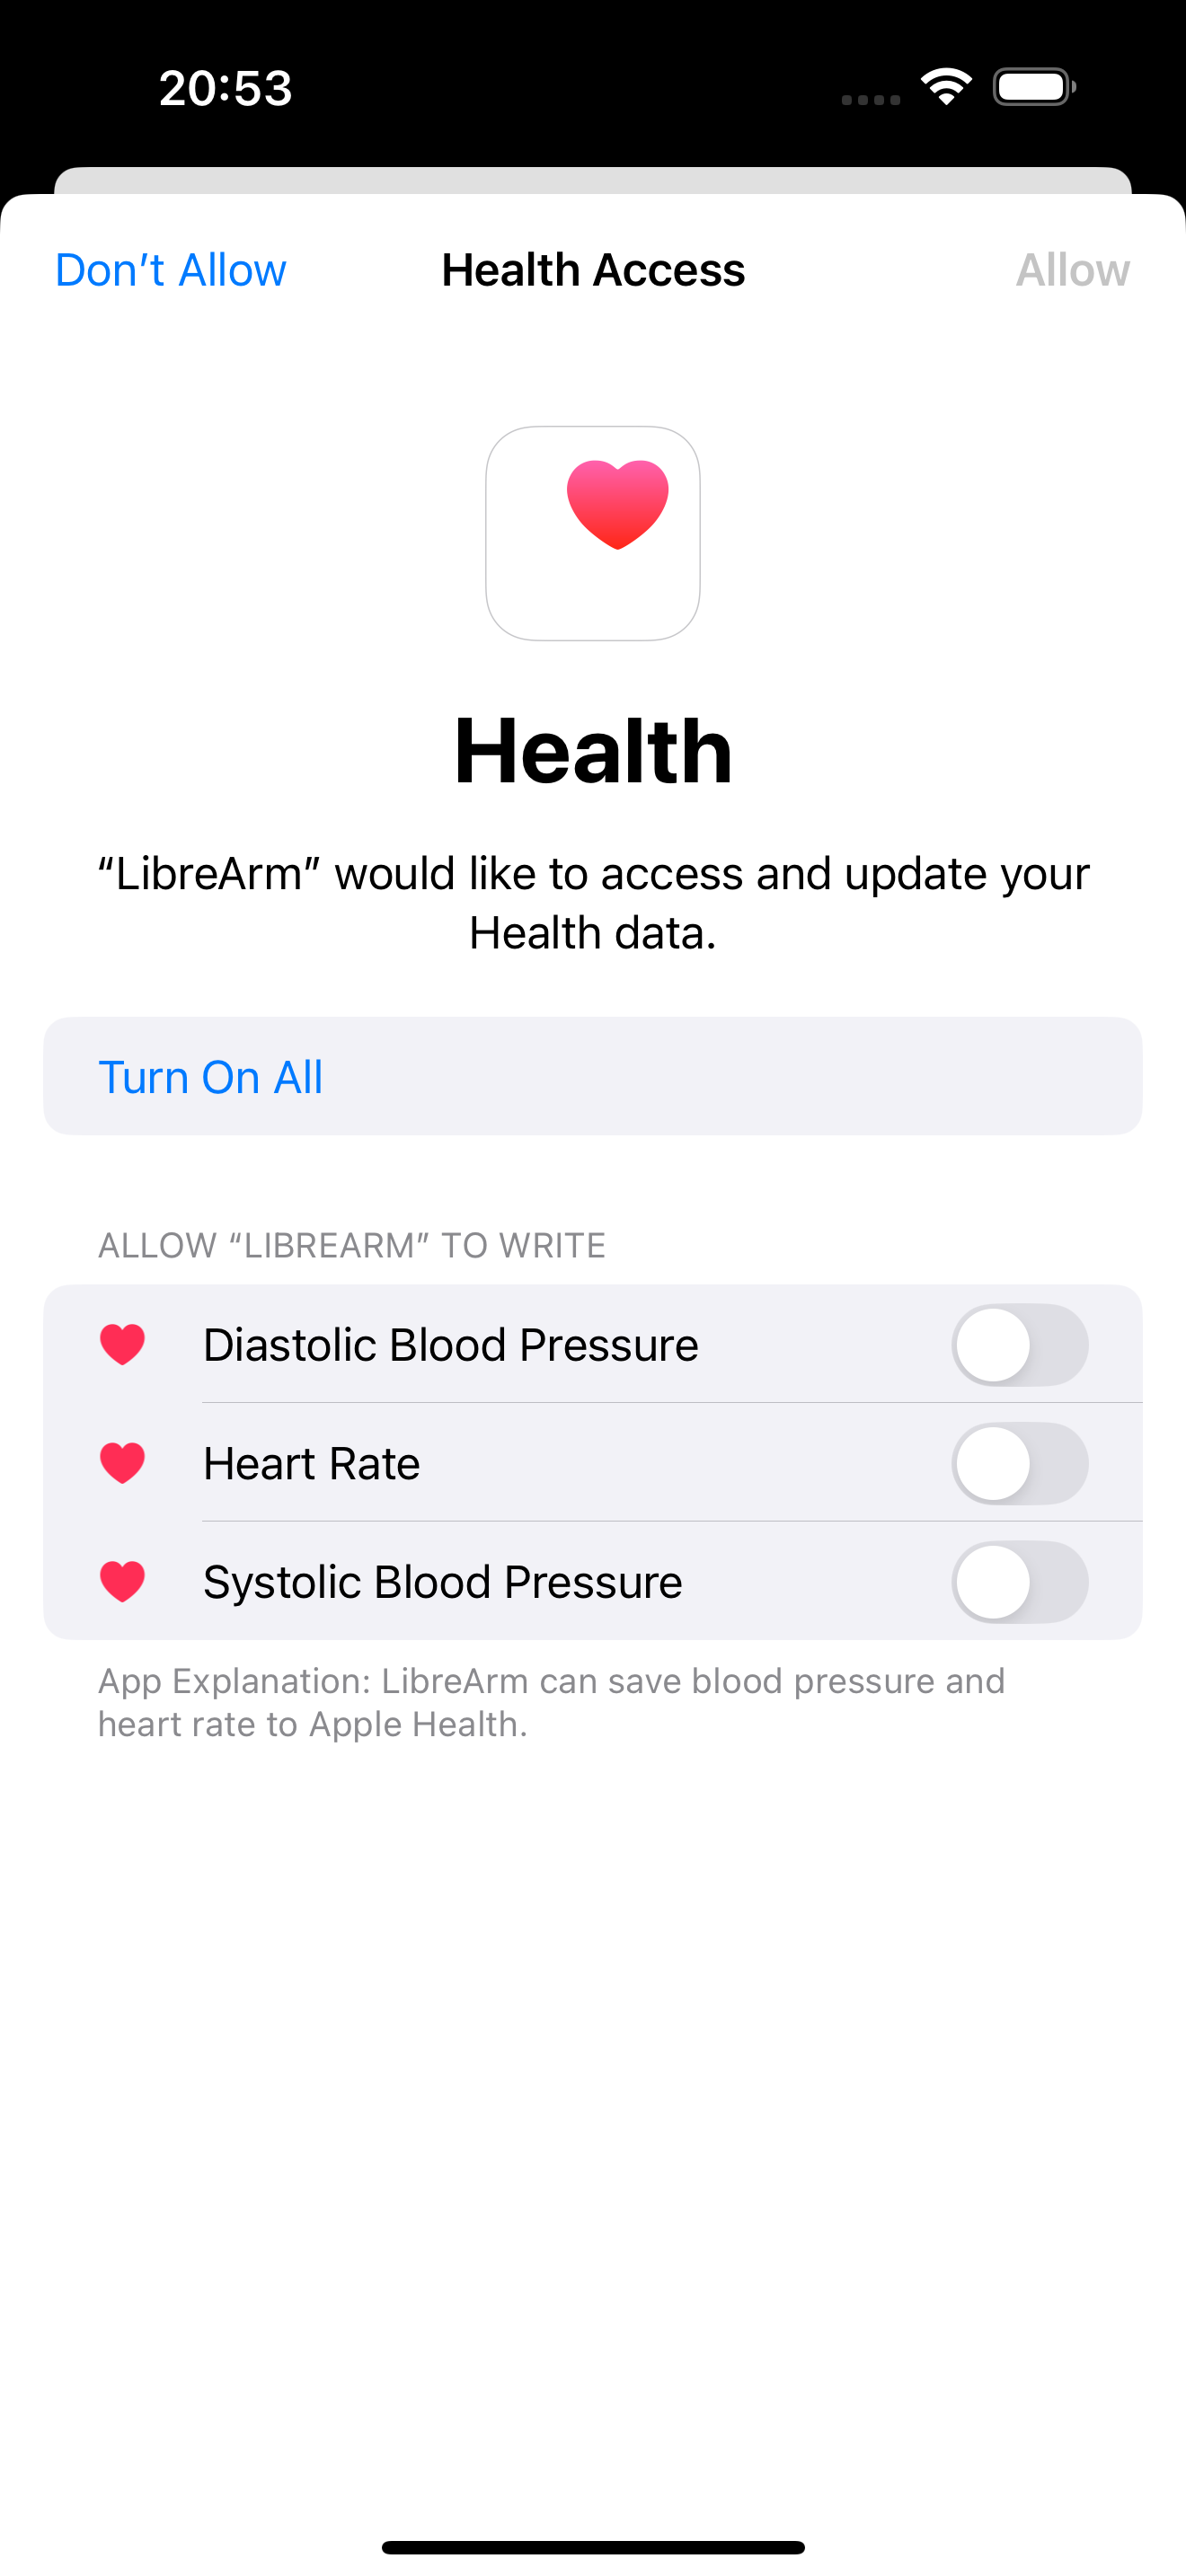 20:53
Don’t Allow
Health Access
Allow
Health
“LibreArm” would like to access and update your
Health data.
Turn On All
ALLOW “LIBREARM” TO WRITE
Diastolic Blood Pressure
Heart Rate
Systolic Blood Pressure
App Explanation: LibreArm can save blood pressure and
heart rate to Apple Health.